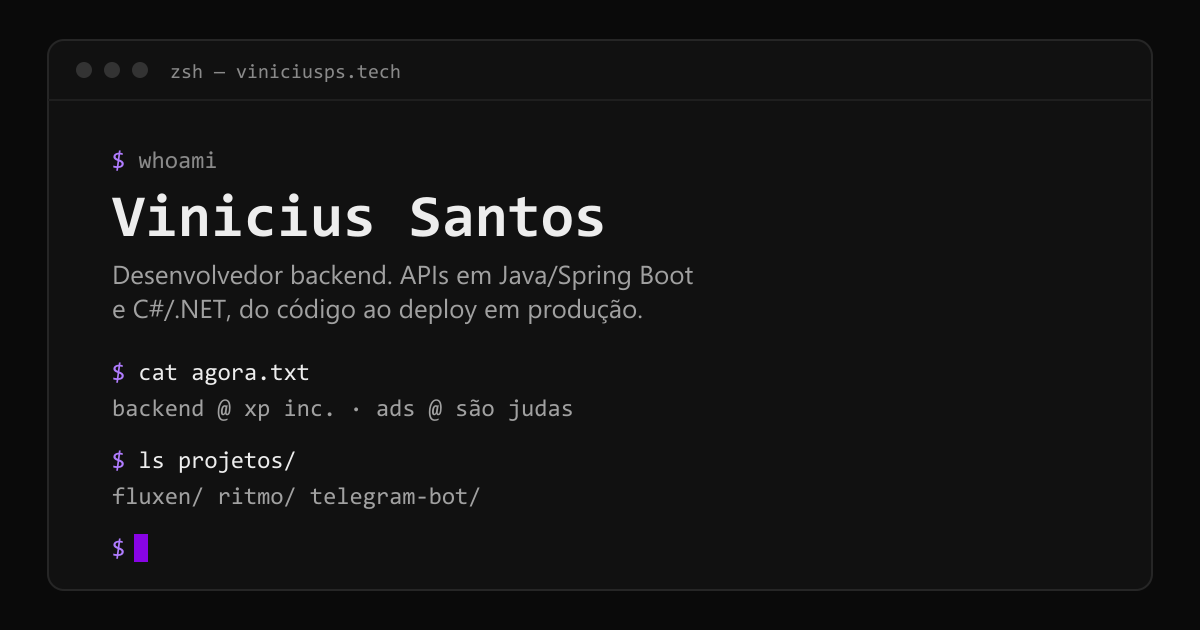 zsh — viniciusps.tech
$ whoami
Vinicius Santos
Desenvolvedor backend. APIs em Java/Spring Boot
e C#/.NET, do código ao deploy em produção.
$ cat agora.txt
backend @ xp inc. · ads @ são judas
$ ls projetos/
fluxen/ ritmo/ telegram-bot/
$